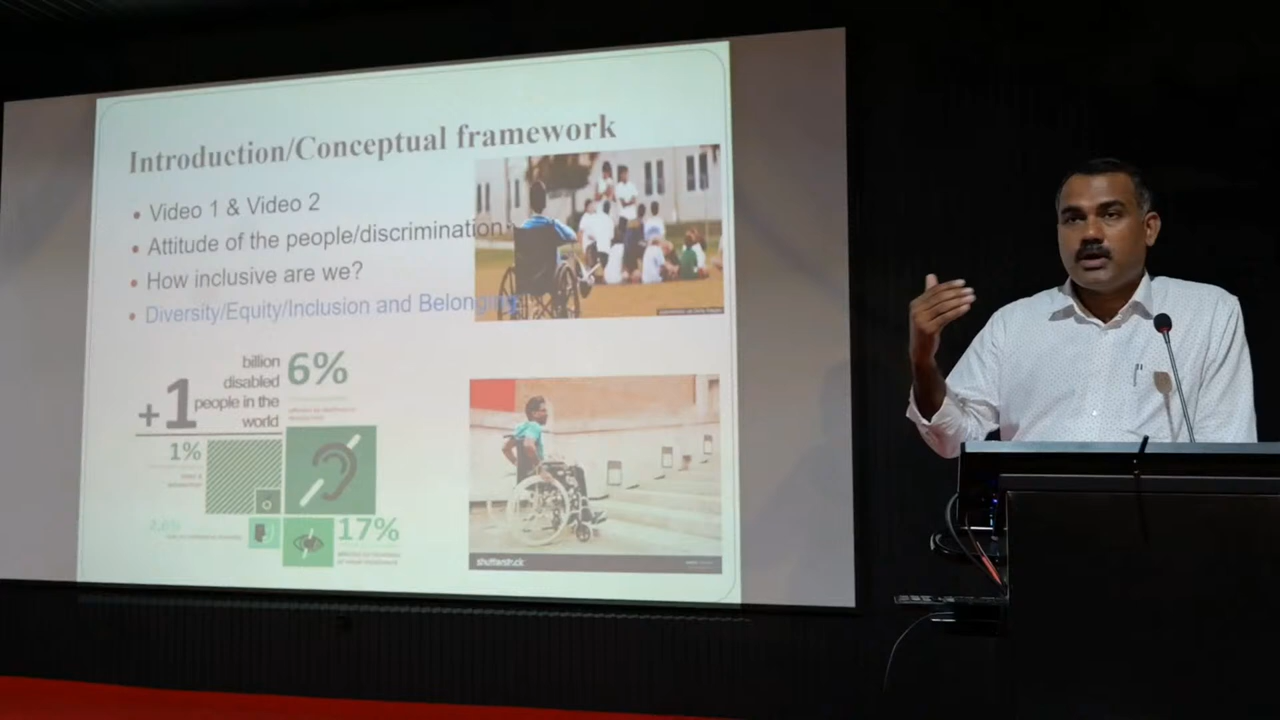 Introduction/Conceptual framework
Video 1 & Video 2
Attitude of the people/discrimination
How inclusive are we?
Diversity/Equity/Inclusion and Belonging
+1
billion
disabled
people in the
world
6%
1%
17%
shutterstock